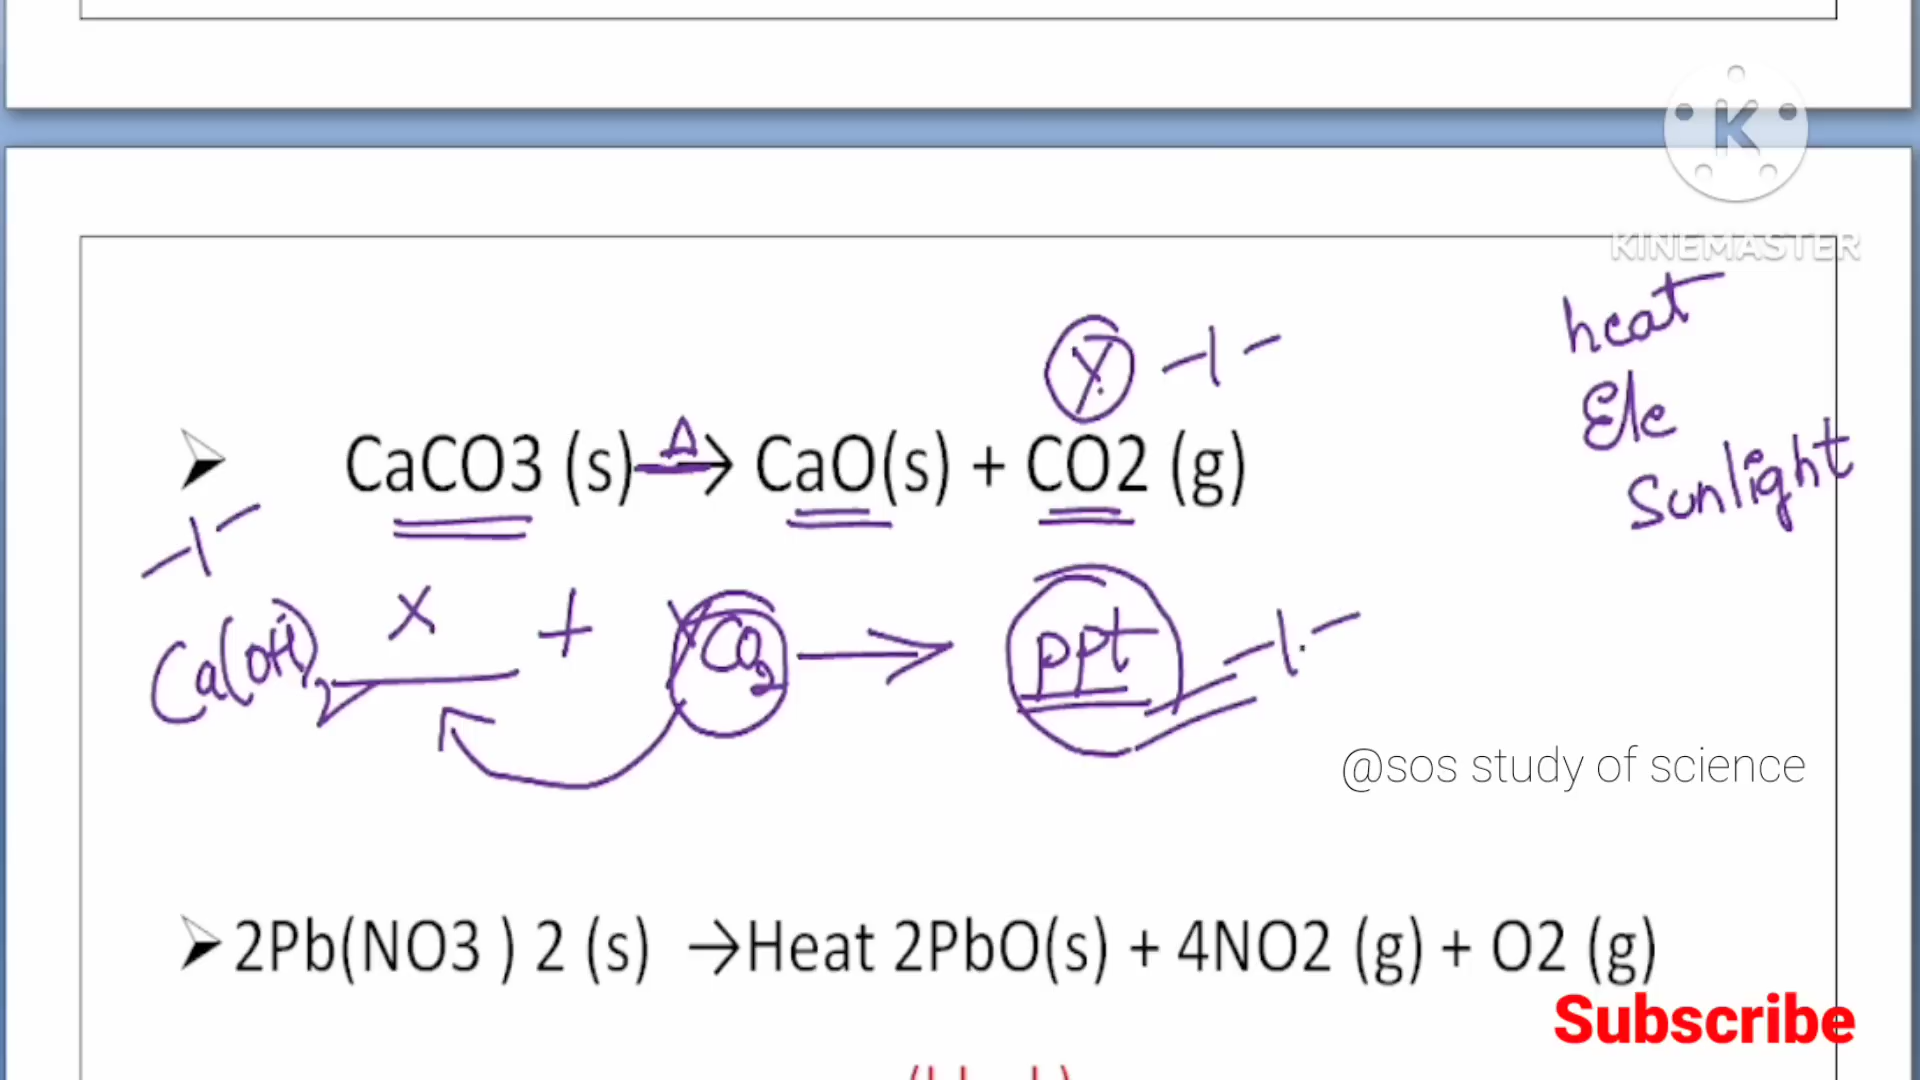 K
KINEMASTER
heat
Ele
Sunlight
X
CaCO3 (s) Δ→ CaO(s) + CO2 (g)
Ca(OH)2 X + CO2 → ppt
@sos study of science
2Pb(NO3 ) 2 (s) →Heat 2PbO(s) + 4NO2 (g) + O2 (g)
Subscribe